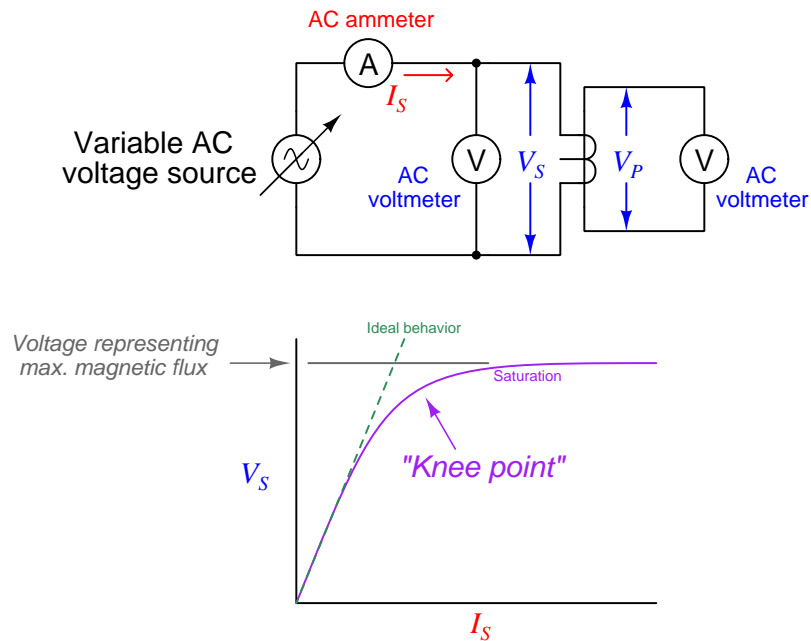 AC ammeter
A
I_S
Variable AC
voltage source
V
AC
voltmeter
V_S
V_P
V
AC
voltmeter
Voltage representing
max. magnetic flux
Ideal behavior
Saturation
"Knee point"
V_S
I_S